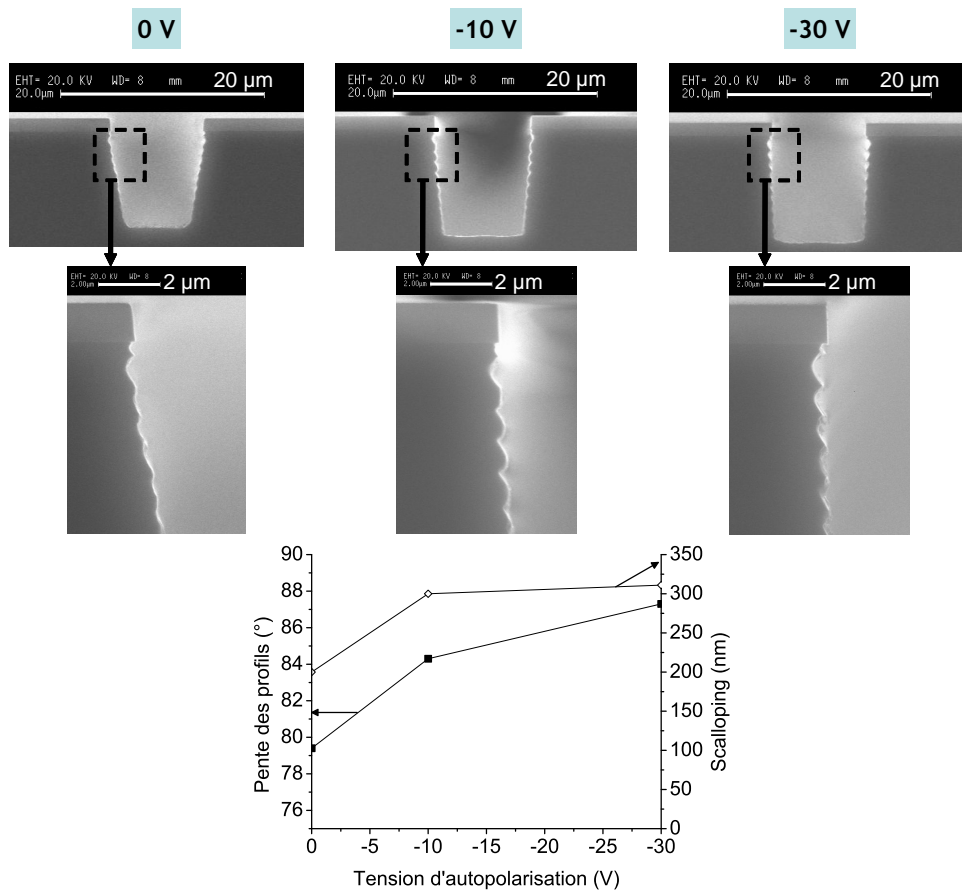 0 V
-10 V
-30 V
EHT= 20.0 KV WD= 8 mm 20 µm
20.0µm
EHT= 20.0 KV WD= 8 mm 20 µm
20.0µm
EHT= 20.0 KV WD= 8 mm 20 µm
20.0µm
EHT= 20.0 KV WD= 8
2.00µm 2 µm
EHT= 20.0 KV WD= 8
2.00µm 2 µm
EHT= 20.0 KV WD= 8
2.00µm 2 µm
90
88
86
84
82
80
78
76
Pente des profils (°)
350
300
250
200
150
100
50
0
Scalloping (nm)
0 -5 -10 -15 -20 -25 -30
Tension d'autopolarisation (V)